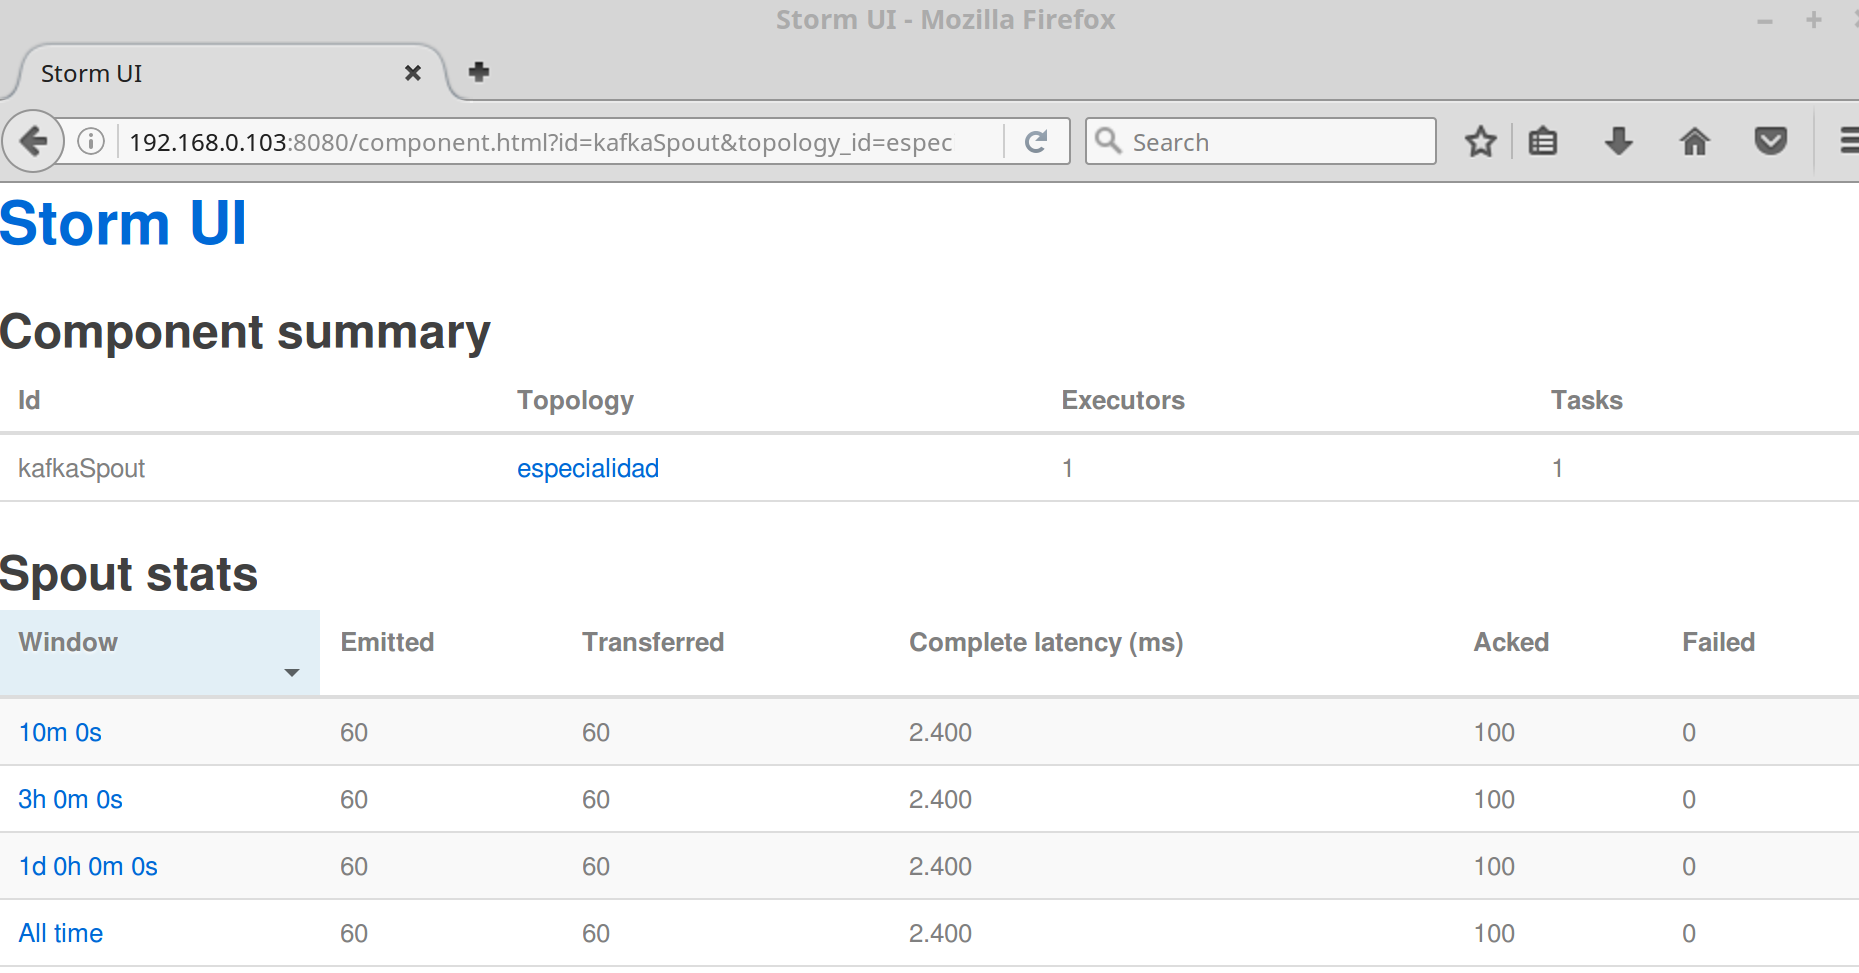 Storm UI - Mozilla Firefox
Storm UI
192.168.0.103:8080/component.html?id=kafkaSpout&topology_id=espec
Search
Storm UI
Component summary
Id Topology Executors Tasks
kafkaSpout especialidad 1 1
Spout stats
Window Emitted Transferred Complete latency (ms) Acked Failed
10m 0s 60 60 2.400 100 0
3h 0m 0s 60 60 2.400 100 0
1d 0h 0m 0s 60 60 2.400 100 0
All time 60 60 2.400 100 0